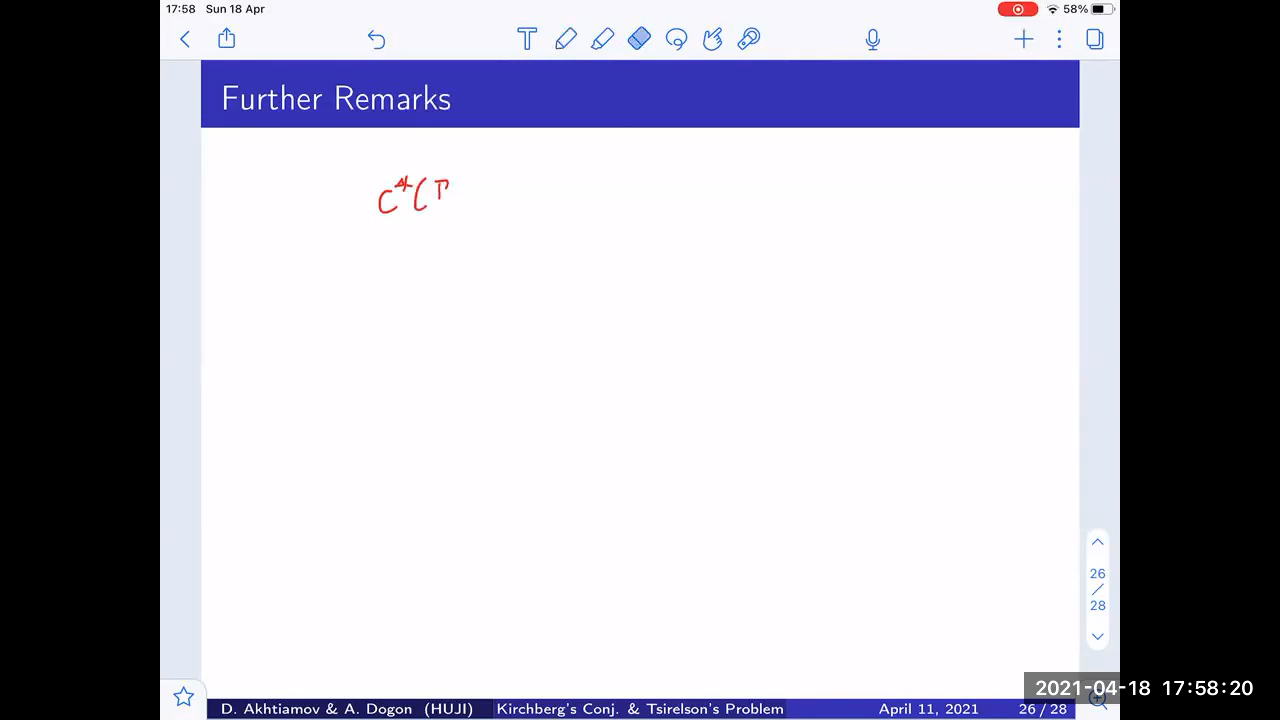 17:58 Sun 18 Apr 58%
Further Remarks
C*(Γ
26
/
28
D. Akhtiamov & A. Dogon (HUJI) Kirchberg's Conj. & Tsirelson's Problem April 11, 2021 26 / 28
2021-04-18 17:58:20